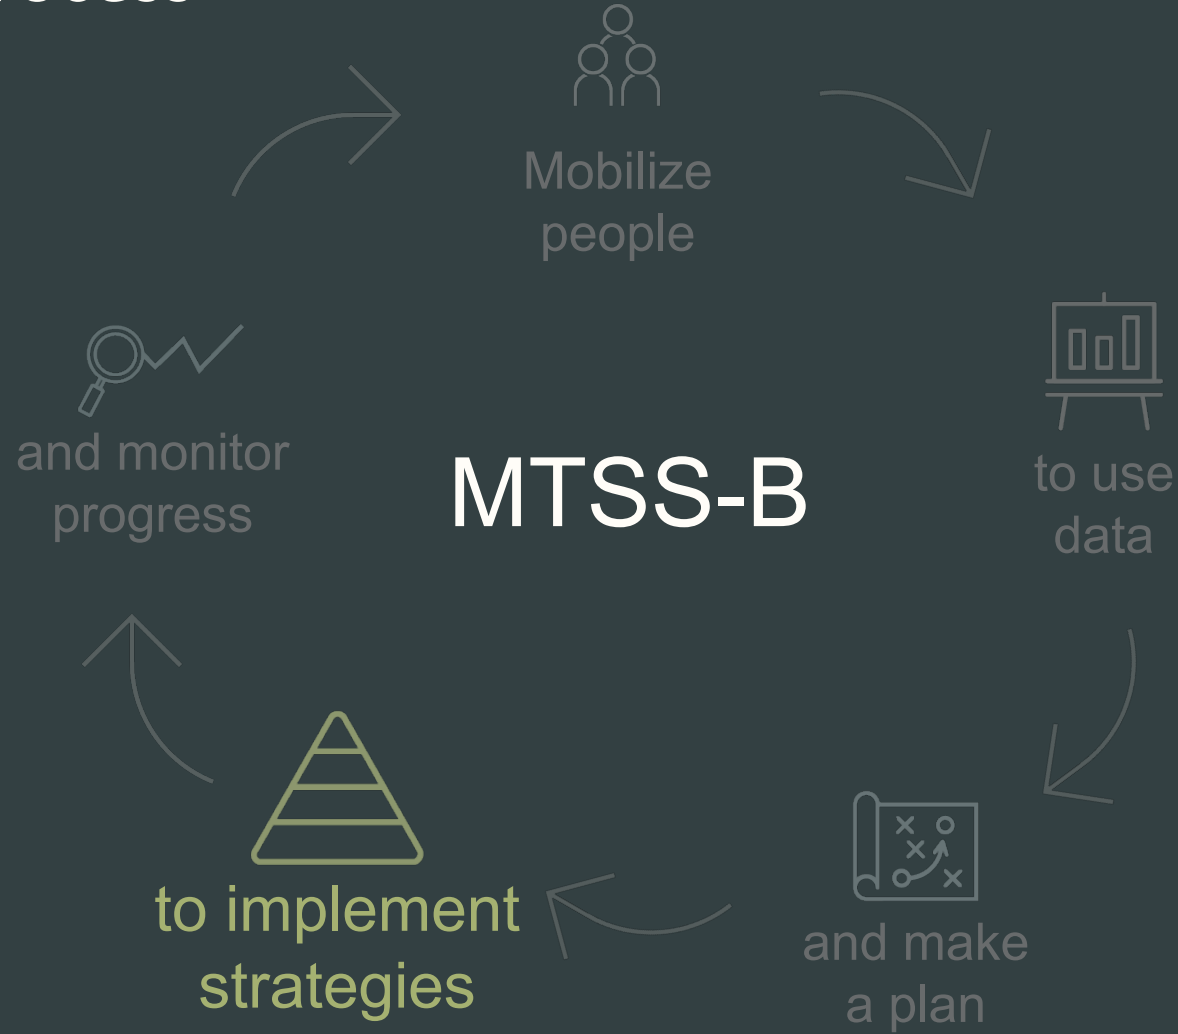 Mobilize
people
to use
data
and make
a plan
to implement
strategies
and monitor
progress
MTSS-B